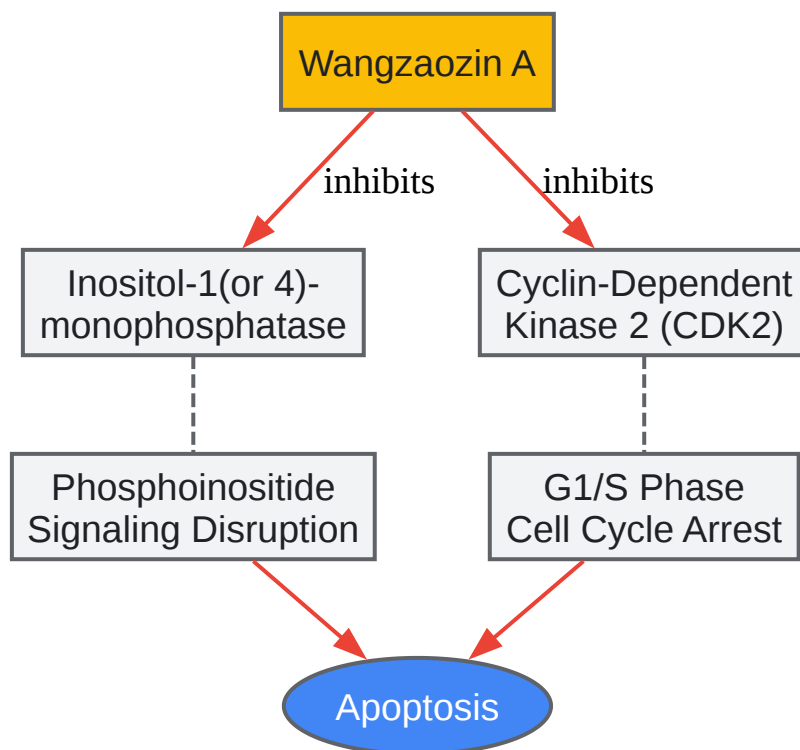 Wangzaozin A
inhibits
inhibits
Inositol-1(or 4)-
monophosphatase
Cyclin-Dependent
Kinase 2 (CDK2)
Phosphoinositide
Signaling Disruption
G1/S Phase
Cell Cycle Arrest
Apoptosis